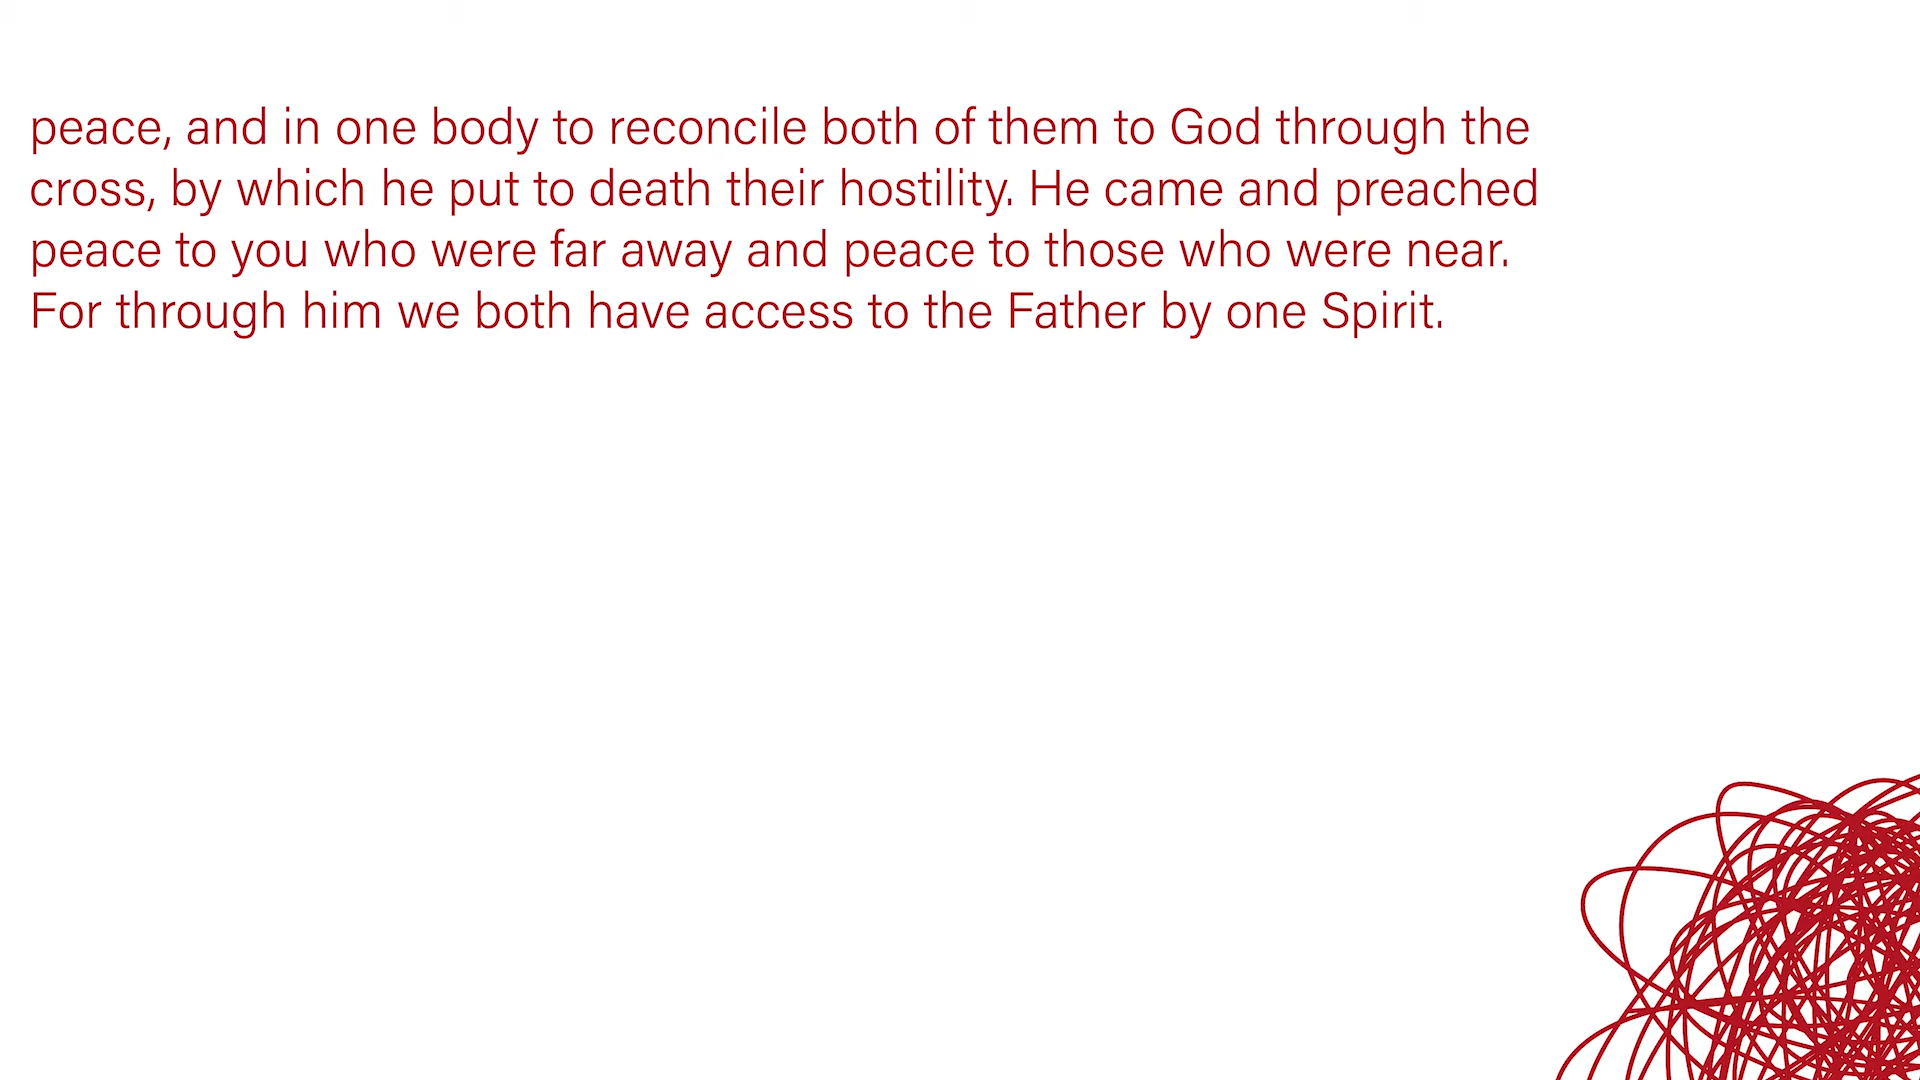 peace, and in one body to reconcile both of them to God through the
cross, by which he put to death their hostility. He came and preached
peace to you who were far away and peace to those who were near.
For through him we both have access to the Father by one Spirit.